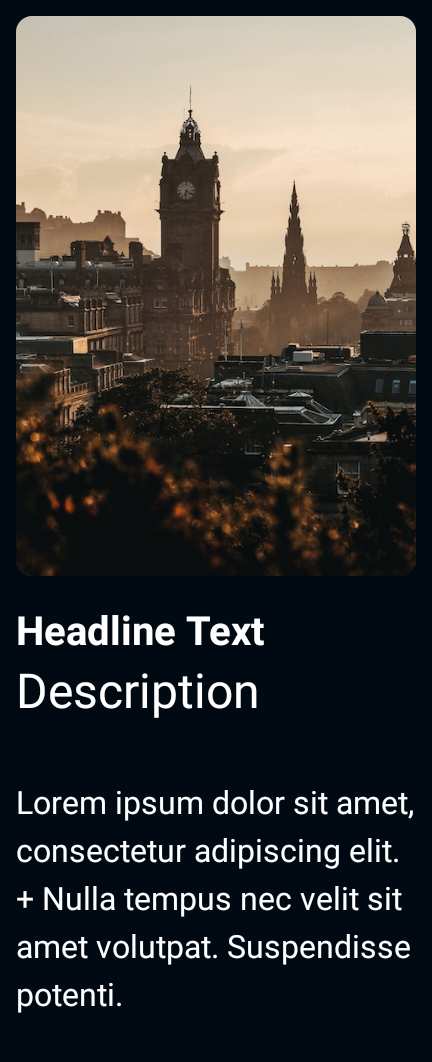 Headline Text
Description
Lorem ipsum dolor sit amet,
consectetur adipiscing elit.
+ Nulla tempus nec velit sit
amet volutpat. Suspendisse
potenti.